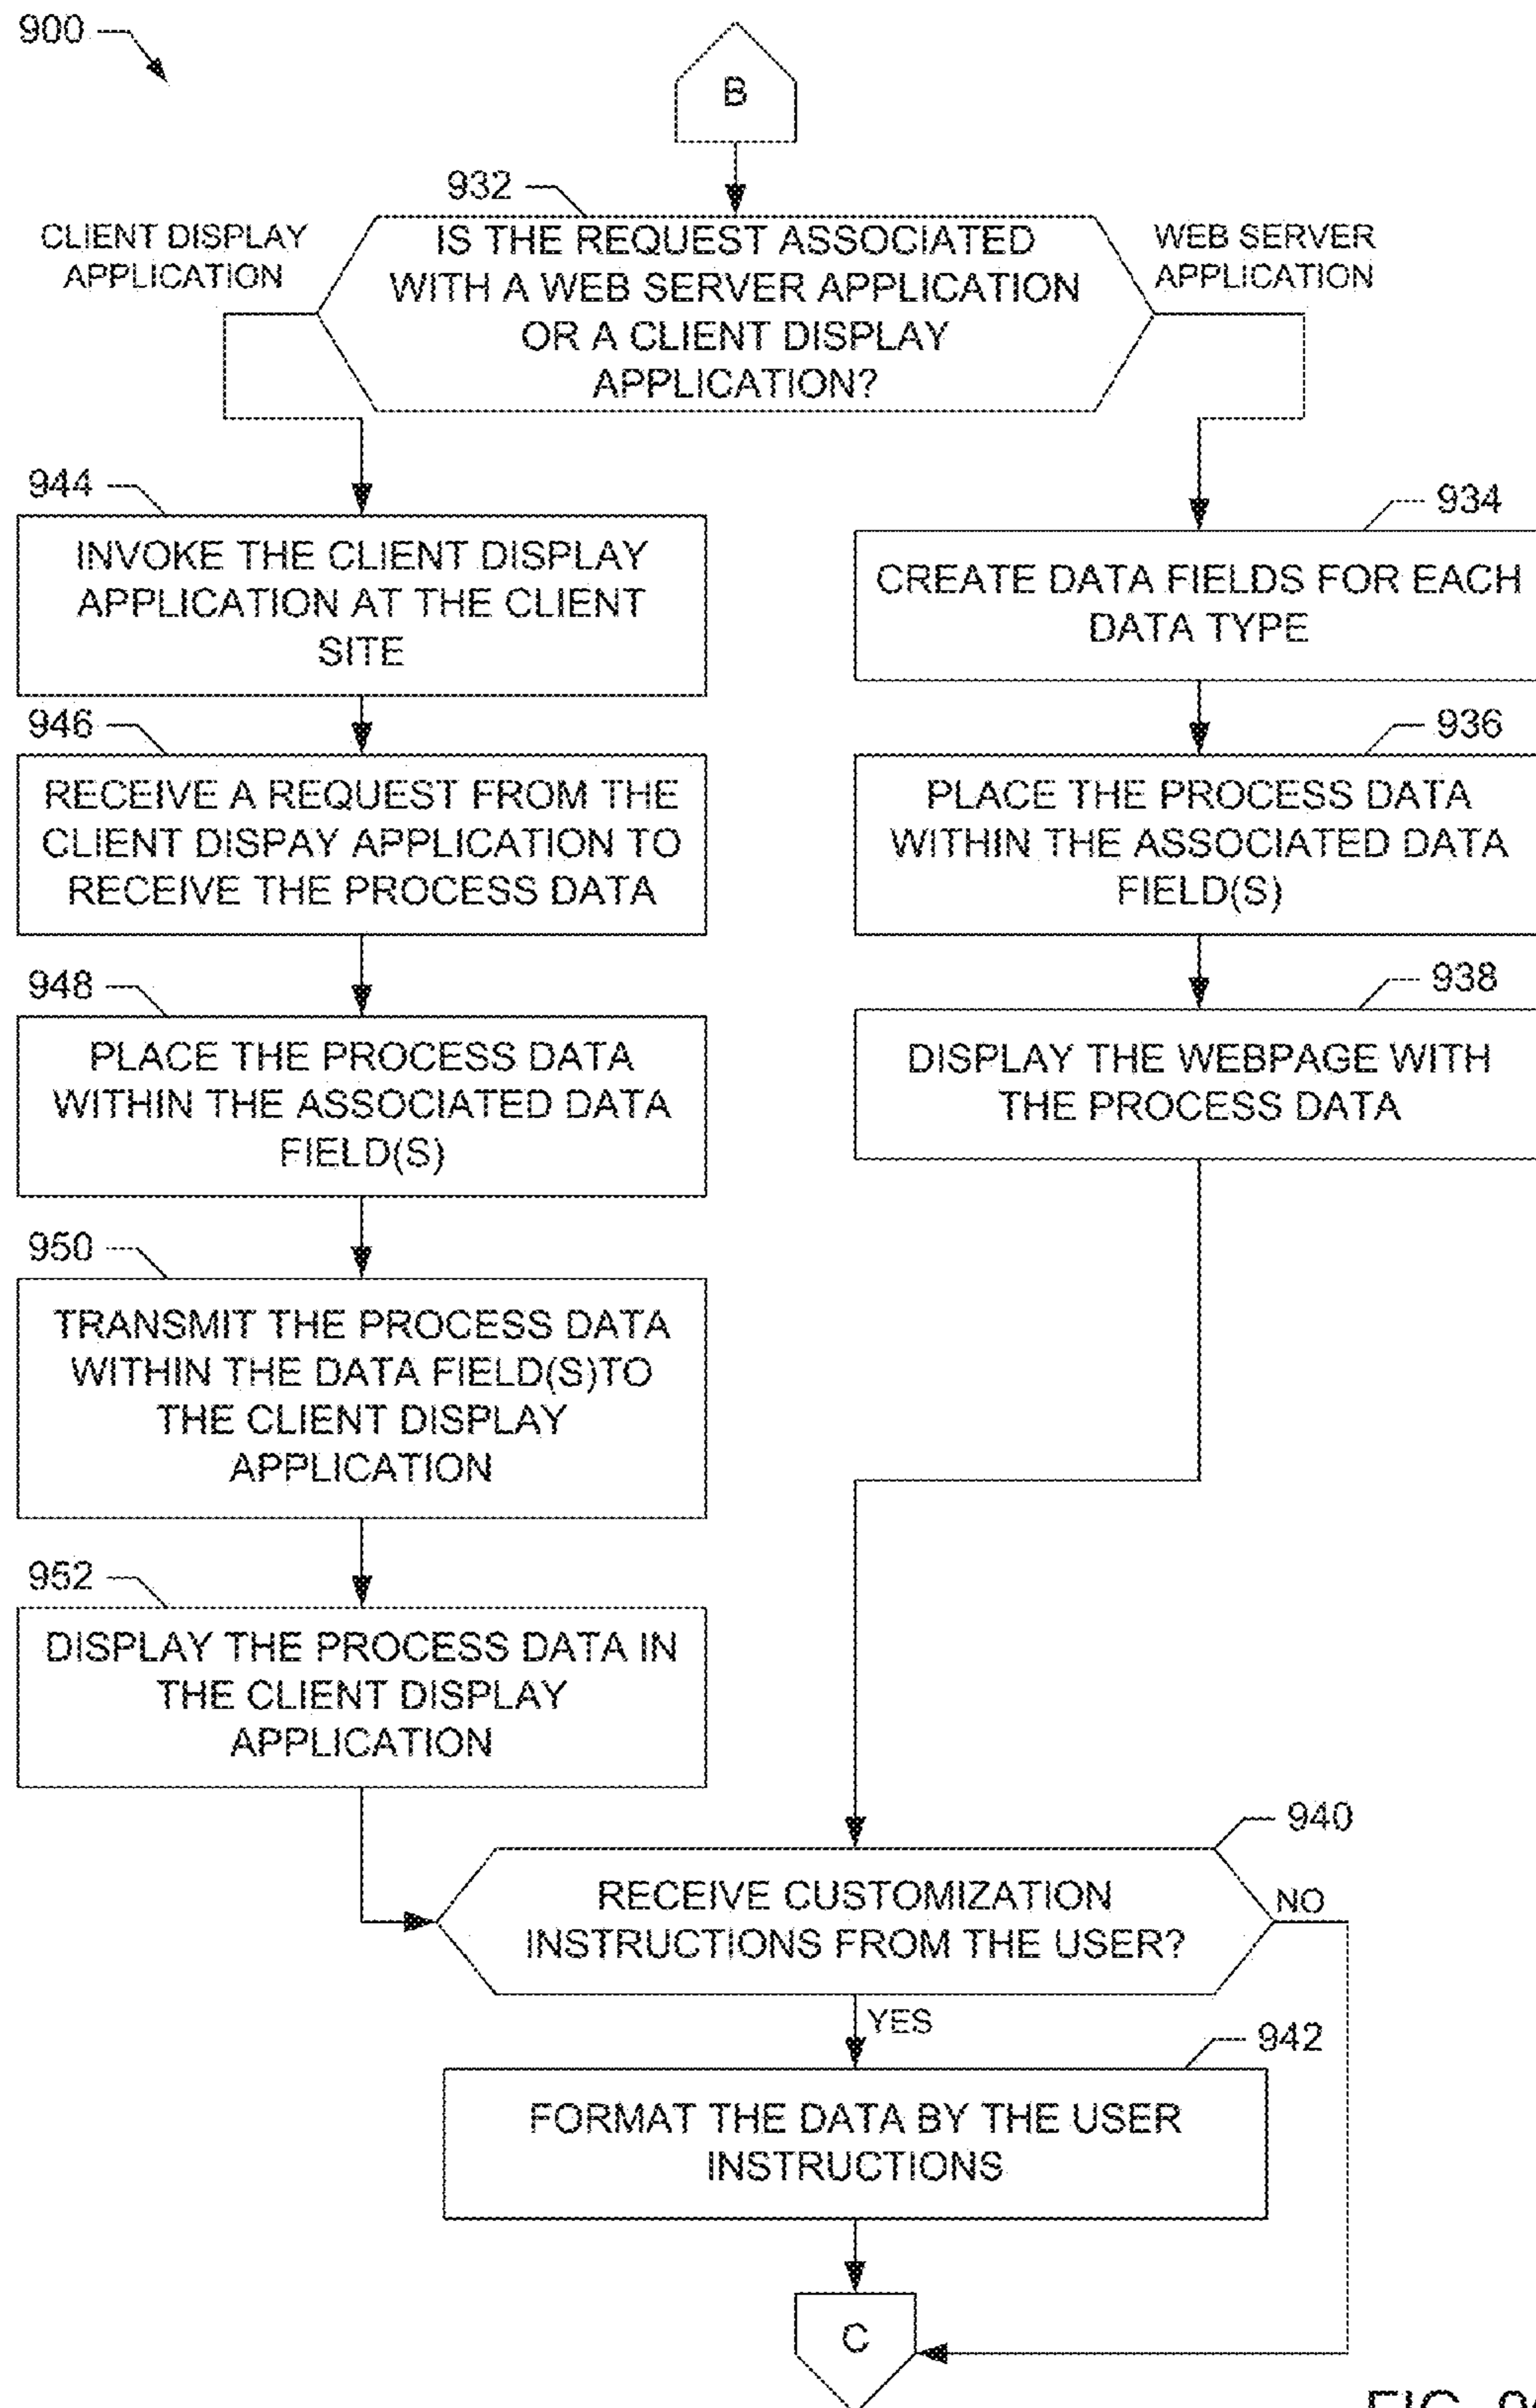 900
B
932
CLIENT DISPLAY
APPLICATION
IS THE REQUEST ASSOCIATED
WITH A WEB SERVER APPLICATION
OR A CLIENT DISPLAY
APPLICATION?
WEB SERVER
APPLICATION
944
INVOKE THE CLIENT DISPLAY
APPLICATION AT THE CLIENT
SITE
934
CREATE DATA FIELDS FOR EACH
DATA TYPE
946
RECEIVE A REQUEST FROM THE
CLIENT DISPAY APPLICATION TO
RECEIVE THE PROCESS DATA
936
PLACE THE PROCESS DATA
WITHIN THE ASSOCIATED DATA
FIELD(S)
948
PLACE THE PROCESS DATA
WITHIN THE ASSOCIATED DATA
FIELD(S)
938
DISPLAY THE WEBPAGE WITH
THE PROCESS DATA
950
TRANSMIT THE PROCESS DATA
WITHIN THE DATA FIELD(S)TO
THE CLIENT DISPLAY
APPLICATION
952
DISPLAY THE PROCESS DATA IN
THE CLIENT DISPLAY
APPLICATION
940
RECEIVE CUSTOMIZATION
INSTRUCTIONS FROM THE USER?
NO
YES
942
FORMAT THE DATA BY THE USER
INSTRUCTIONS
C
FIG.